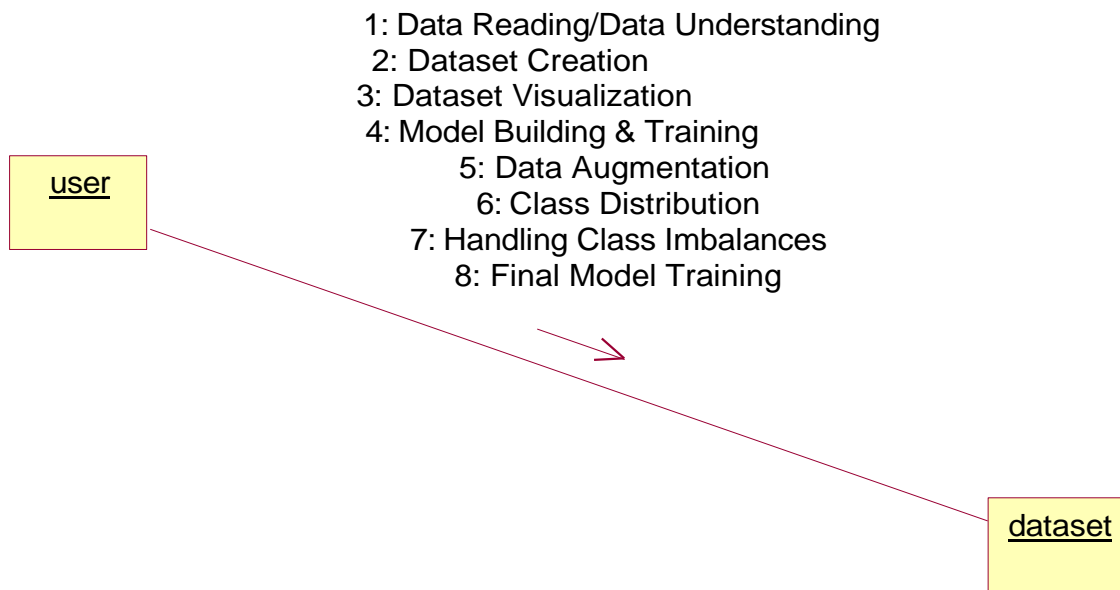 1: Data Reading/Data Understanding
2: Dataset Creation
3: Dataset Visualization
4: Model Building & Training
5: Data Augmentation
6: Class Distribution
7: Handling Class Imbalances
8: Final Model Training
user
dataset